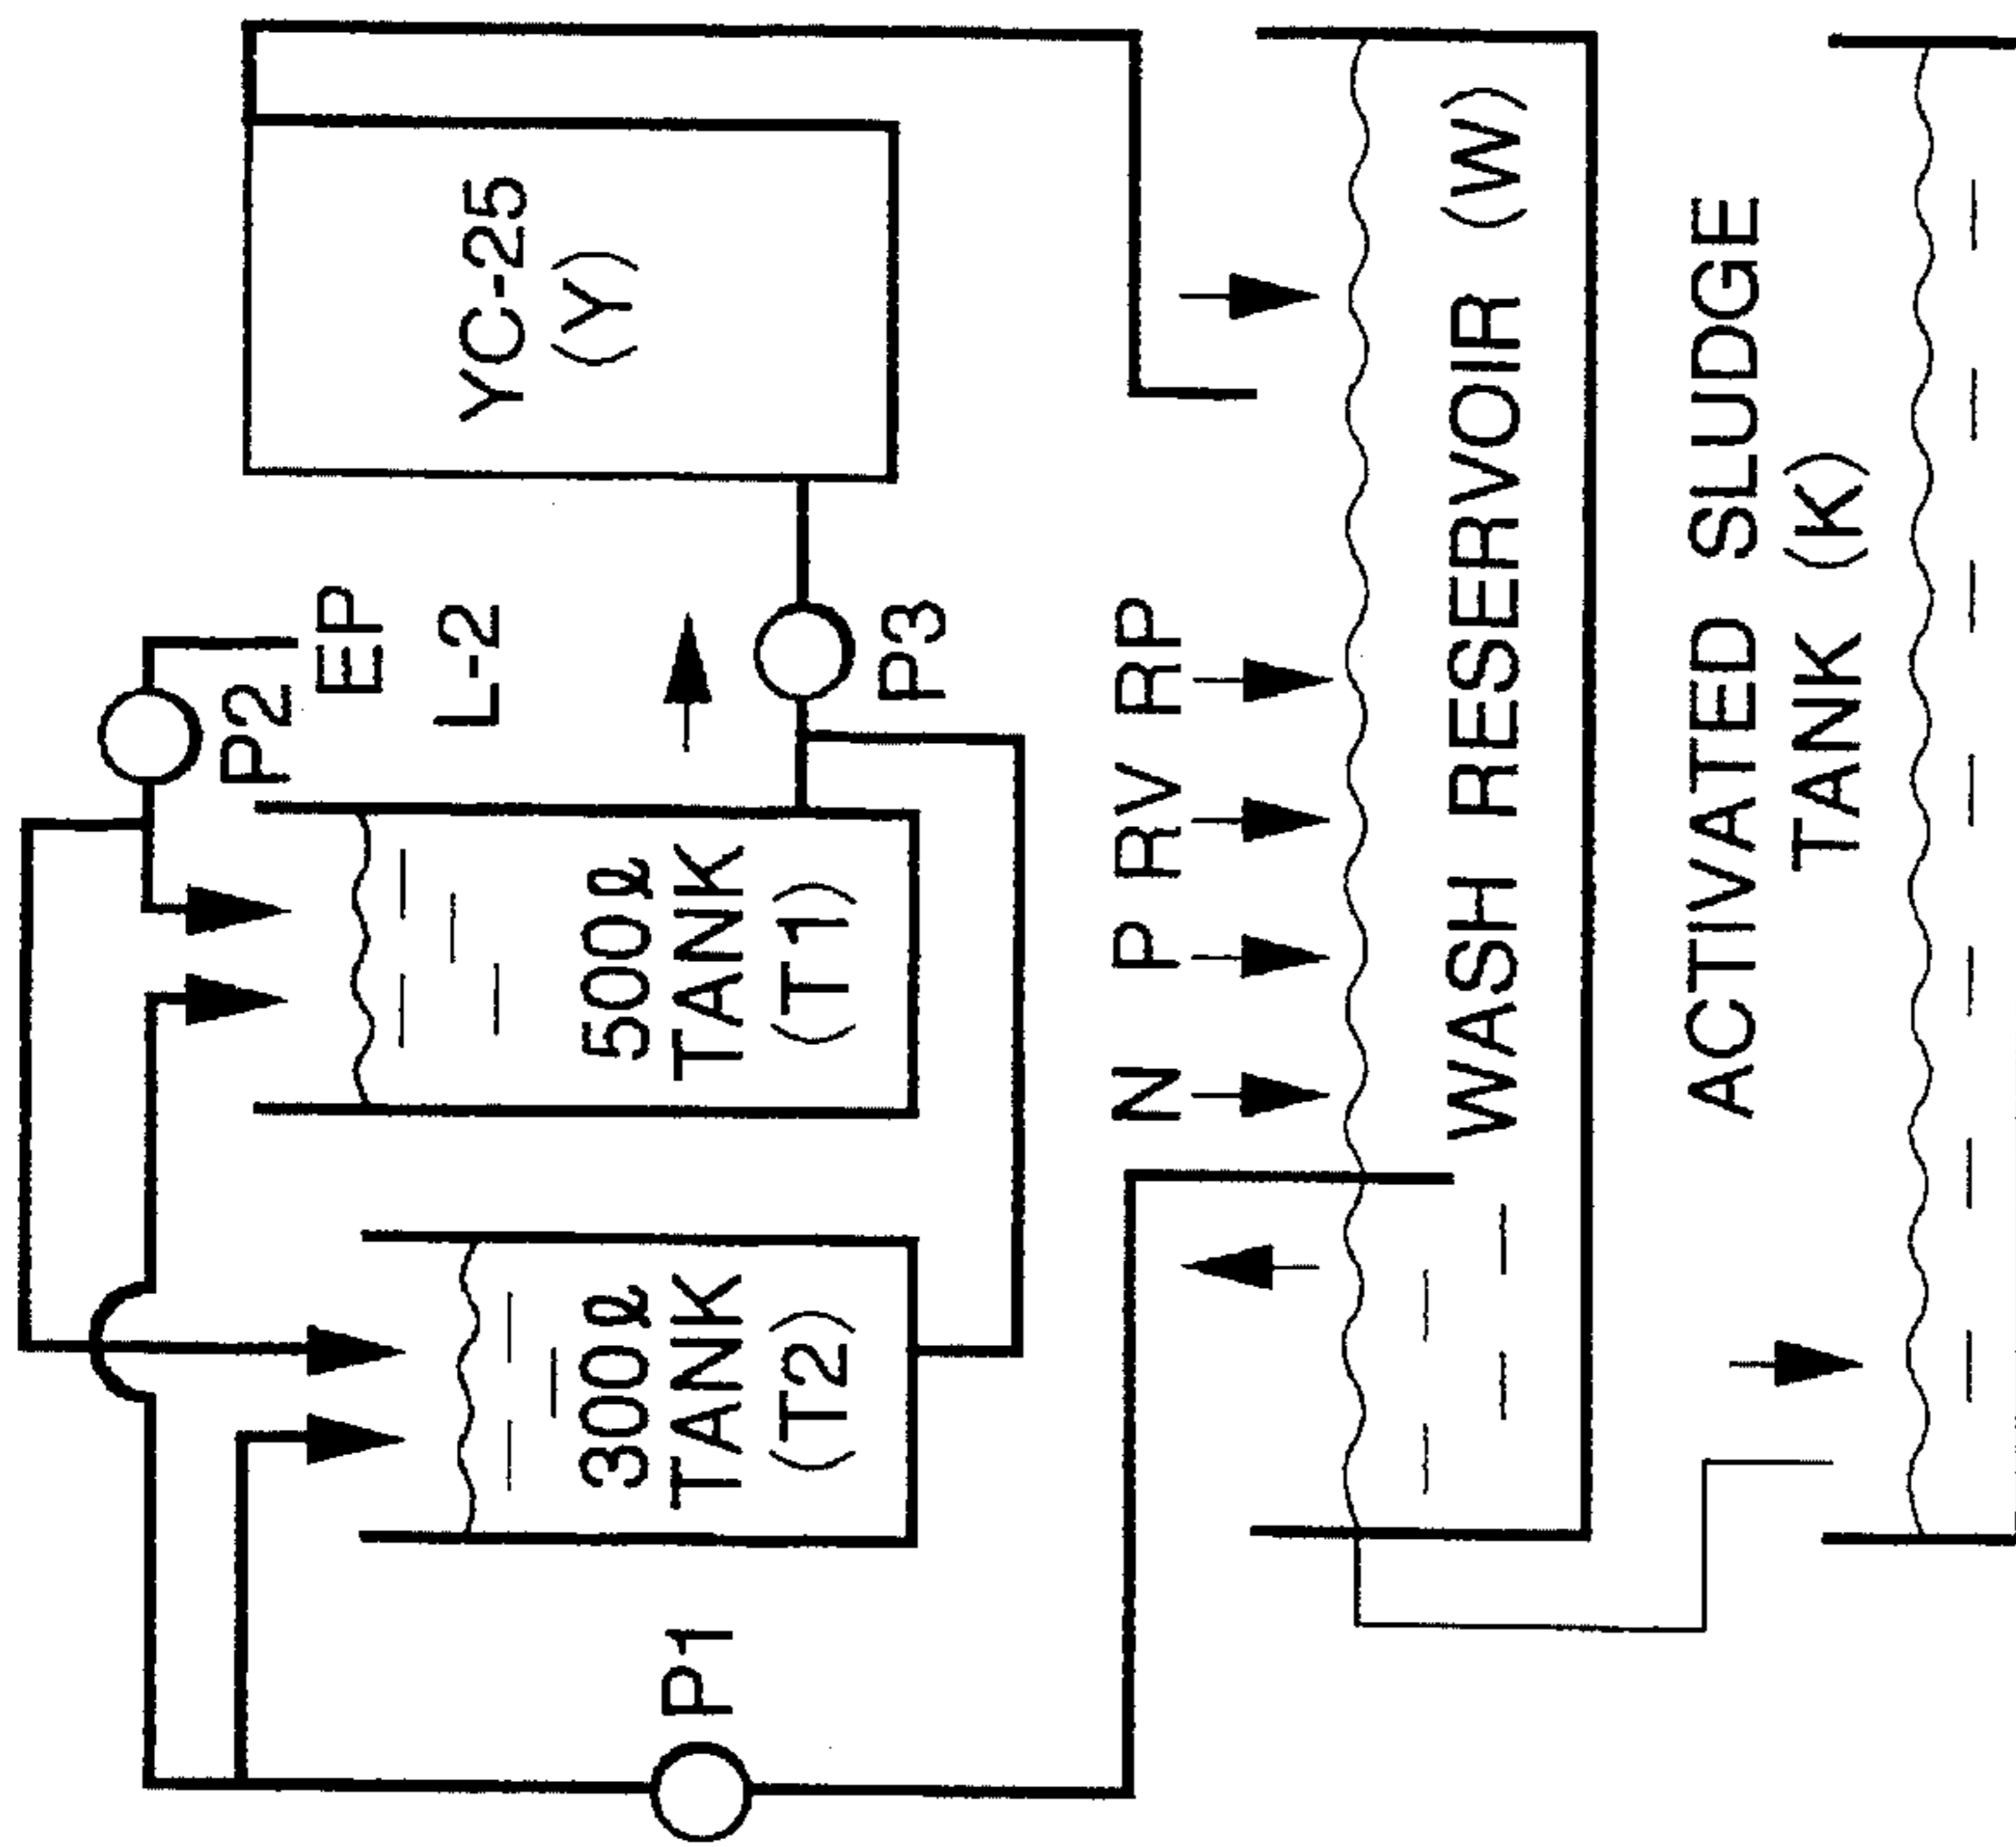 P2
EP
L-2
YC-25
(Y)
300ℓ
TANK
(T2)
500ℓ
TANK
(T1)
P1
P3
N P RV RP
WASH RESERVOIR (W)
ACTIVATED SLUDGE
TANK (K)